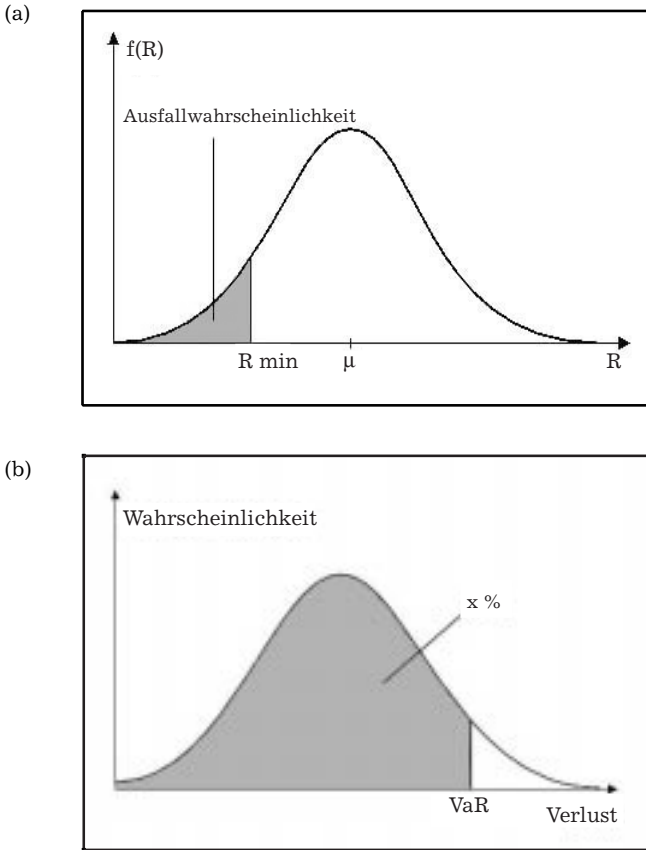 (a)
f(R)
Ausfallwahrscheinlichkeit
R min μ R
(b)
Wahrscheinlichkeit
x %
VaR Verlust